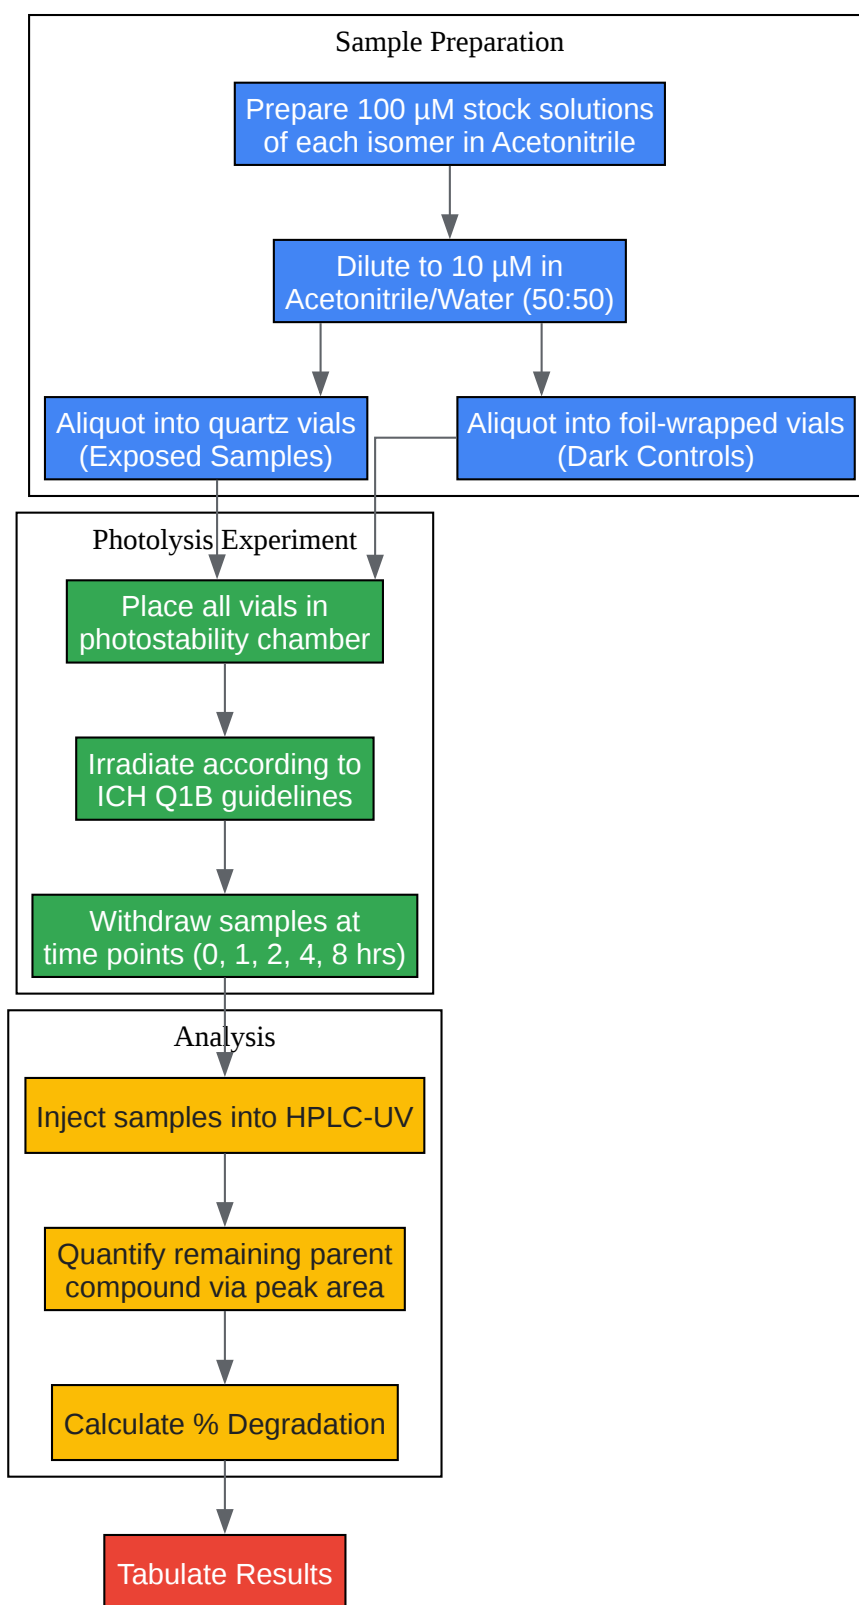 Sample Preparation
Prepare 100 µM stock solutions
of each isomer in Acetonitrile
Dilute to 10 µM in
Acetonitrile/Water (50:50)
Aliquot into quartz vials
(Exposed Samples)
Aliquot into foil-wrapped vials
(Dark Controls)
Photolysis Experiment
Place all vials in
photostability chamber
Irradiate according to
ICH Q1B guidelines
Withdraw samples at
time points (0, 1, 2, 4, 8 hrs)
Analysis
Inject samples into HPLC-UV
Quantify remaining parent
compound via peak area
Calculate % Degradation
Tabulate Results